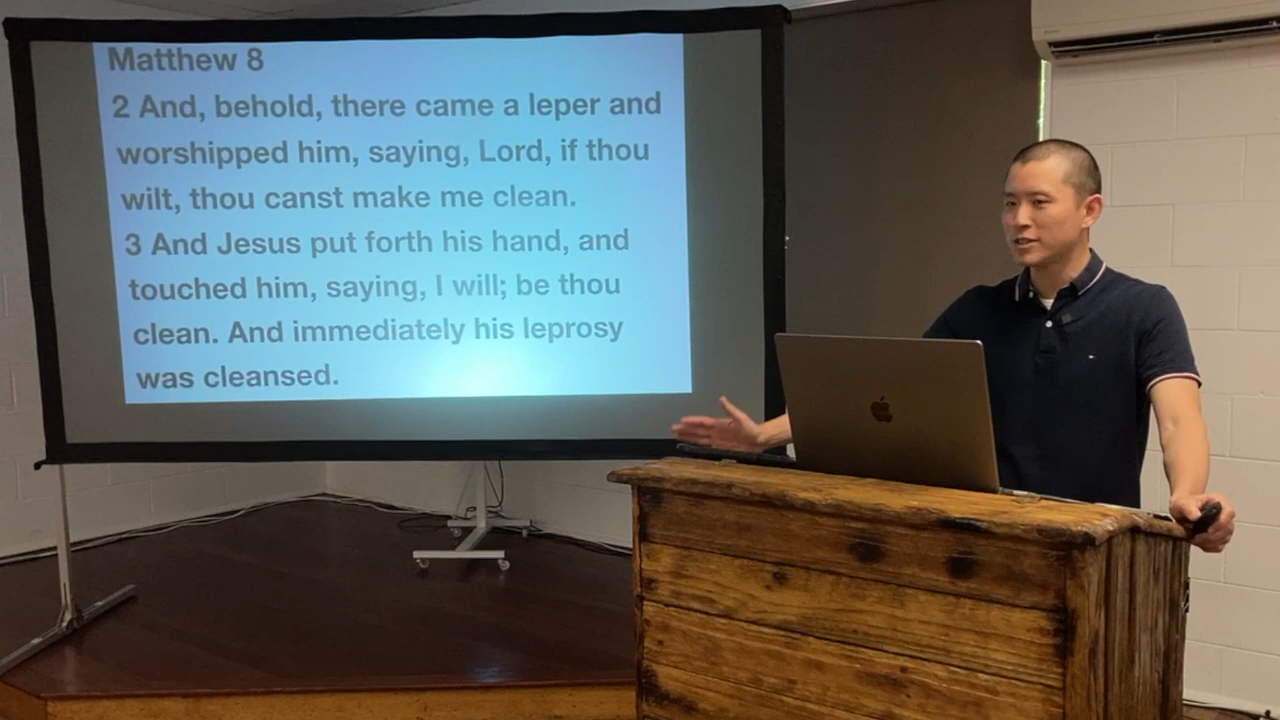 Matthew 8
2 And, behold, there came a leper and
worshipped him, saying, Lord, if thou
wilt, thou canst make me clean.
3 And Jesus put forth his hand, and
touched him, saying, I will; be thou
clean. And immediately his leprosy
was cleansed.